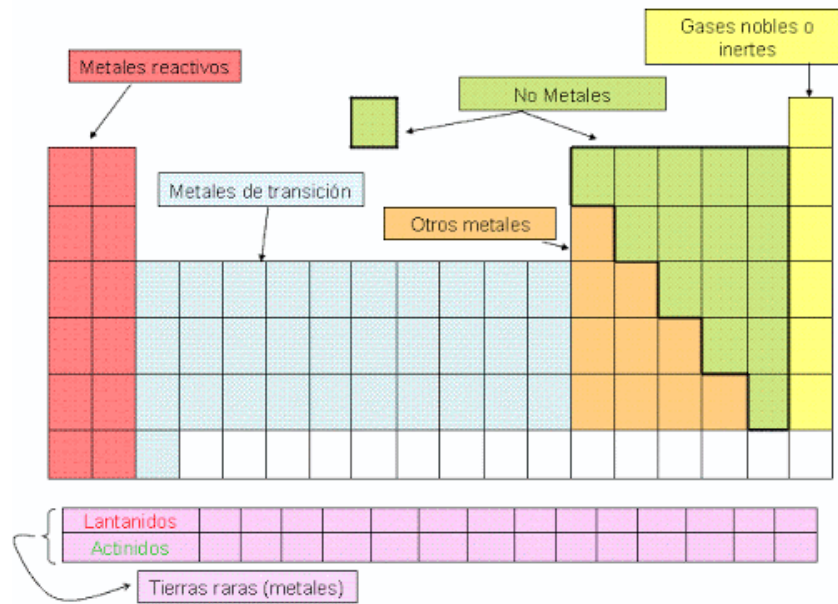 Gases nobles o
inertes
Metales reactivos
No Metales
Metales de transición
Otros metales
Lantanidos
Actinidos
Tierras raras (metales)